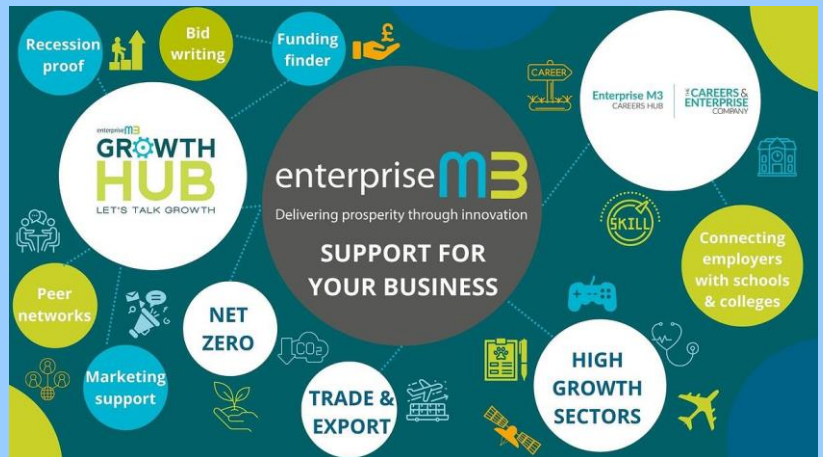 Recession
proof
Bid
writing
Funding
finder
£
enterprise M3
GROWTH
HUB
LET'S TALK GROWTH
enterprise M3
Delivering prosperity through innovation
SUPPORT FOR
YOUR BUSINESS
CAREER
Enterprise M3
CAREERS HUB
THE CAREERS &
ENTERPRISE
COMPANY
SKILL
Connecting
employers
with schools
& colleges
Peer
networks
Marketing
support
NET
ZERO
CO2
TRADE &
EXPORT
HIGH
GROWTH
SECTORS